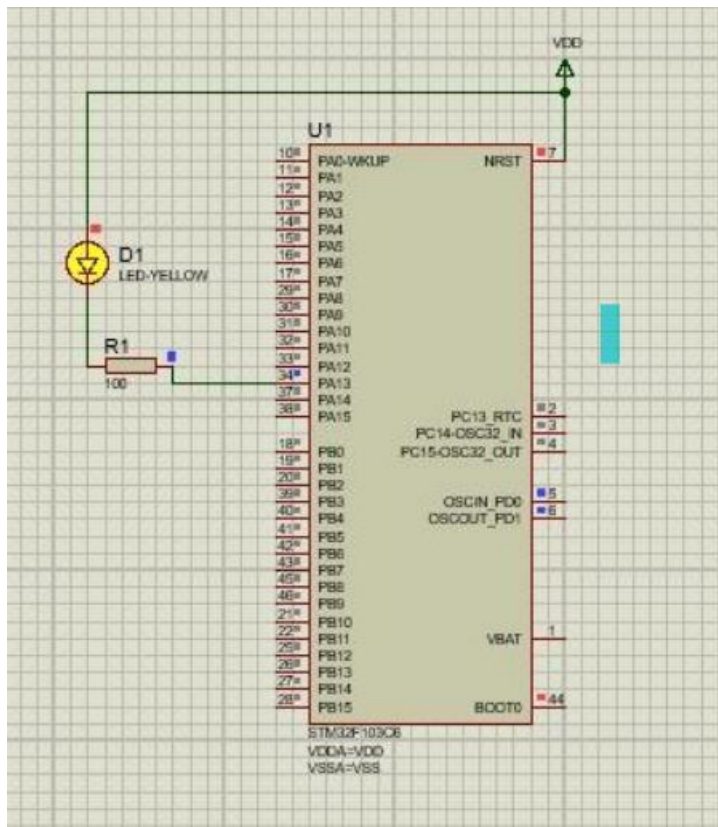 VDD
U1
10 PA0-WKUP NRST 7
11 PA1
12 PA2
13 PA3
14 PA4
15 PA5
16 PA6
17 PA7
29 PA8
30 PA9
31 PA10
32 PA11
33 PA12
34 PA13
37 PA14
38 PA15
D1
LED-YELLOW
R1
100
PC13_RTC 2
PC14-OSC32_IN 3
PC15-OSC32_OUT 4
18 PB0
19 PB1
20 PB2
39 PB3
40 PB4
41 PB5
42 PB6
43 PB7
45 PB8
46 PB9
21 PB10
22 PB11
25 PB12
26 PB13
27 PB14
28 PB15
OSCIN_PD0 5
OSCOUT_PD1 6
VBAT 1
BOOT0 44
STM32F103C6
VDDA=VDD
VSSA=VSS